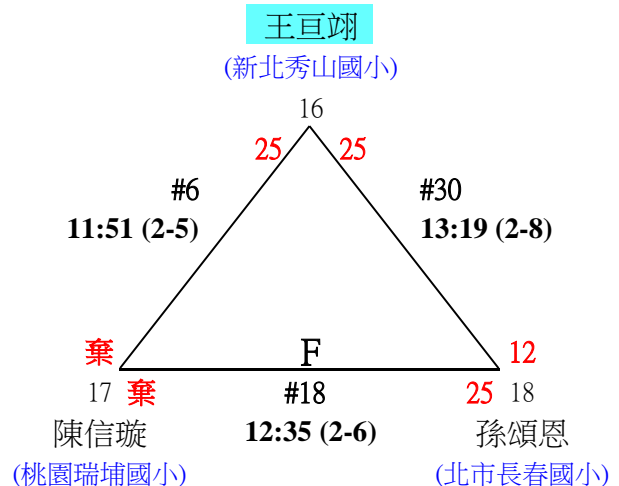 王亘翊
(新北秀山國小)
16
25 25
#6 #30
11:51 (2-5) 13:19 (2-8)
棄 F 12
17 棄 #18 25 18
陳信璇 12:35 (2-6) 孫頌恩
(桃園瑞埔國小) (北市長春國小)